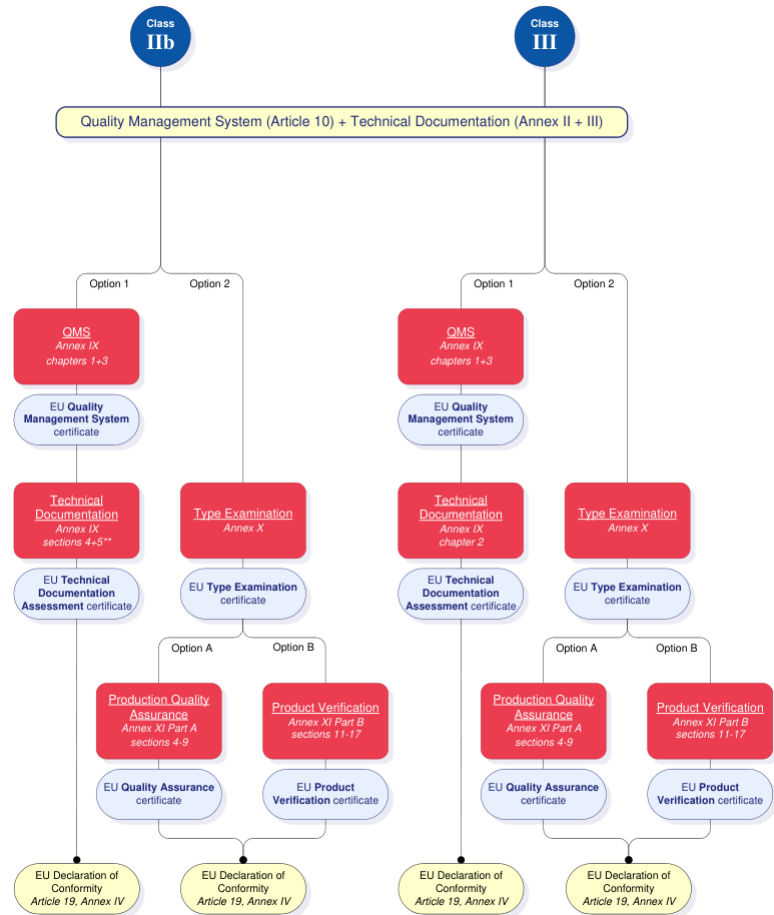 Class
IIb
Class
III
Quality Management System (Article 10) + Technical Documentation (Annex II + III)
Option 1
Option 2
Option 1
Option 2
QMS
Annex IX
chapters 1+3
QMS
Annex IX
chapters 1+3
EU Quality
Management System
certificate
EU Quality
Management System
certificate
Technical
Documentation
Annex IX
sections 4+5**
Type Examination
Annex X
Technical
Documentation
Annex IX
chapter 2
Type Examination
Annex X
EU Technical
Documentation
Assessment certificate
EU Type Examination
certificate
EU Technical
Documentation
Assessment certificate
EU Type Examination
certificate
Option A
Option B
Option A
Option B
Production Quality
Assurance
Annex XI Part A
sections 4-9
Product Verification
Annex XI Part B
sections 11-17
Production Quality
Assurance
Annex XI Part A
sections 4-9
Product Verification
Annex XI Part B
sections 11-17
EU Quality Assurance
certificate
EU Product
Verification certificate
EU Quality Assurance
certificate
EU Product
Verification certificate
EU Declaration of
Conformity
Article 19, Annex IV
EU Declaration of
Conformity
Article 19, Annex IV
EU Declaration of
Conformity
Article 19, Annex IV
EU Declaration of
Conformity
Article 19, Annex IV